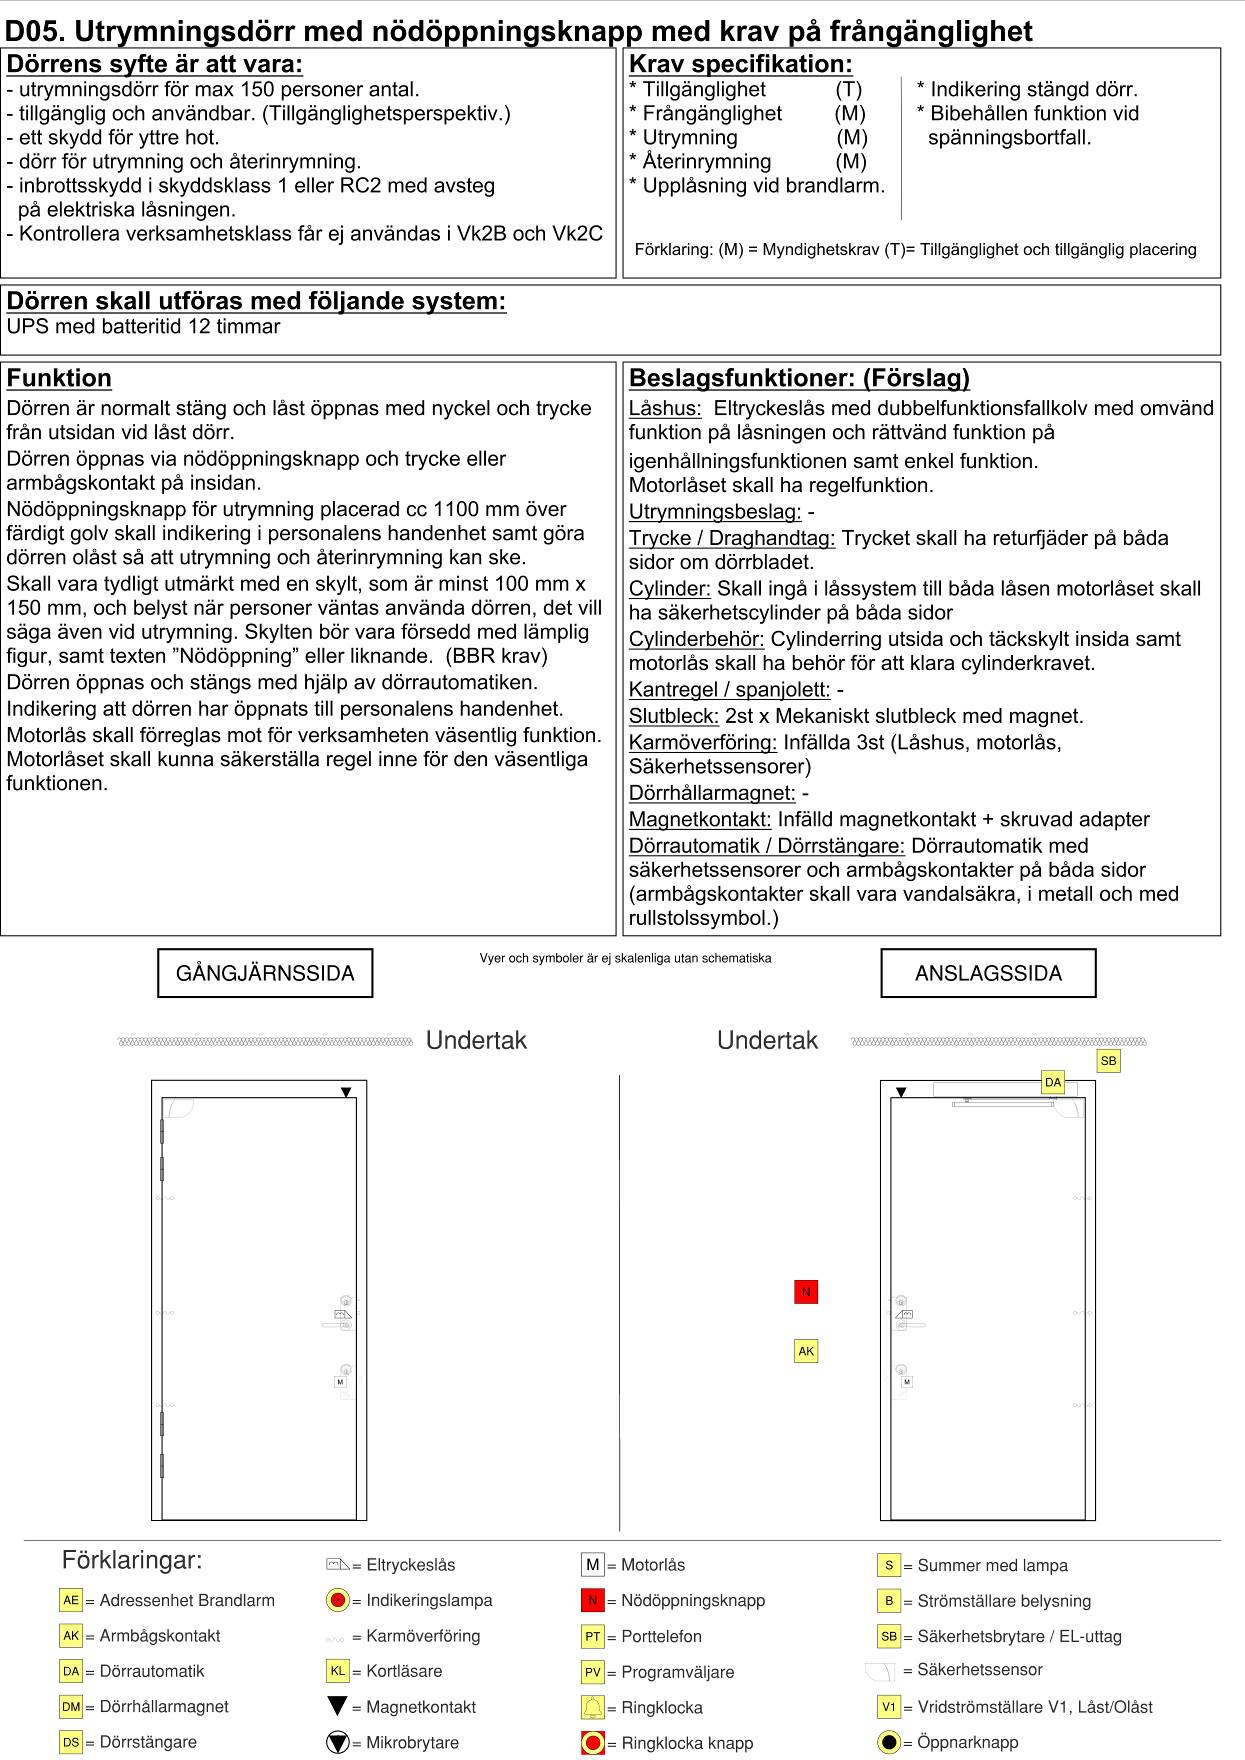 D05. Utrymningsdörr med nödöppningsknapp med krav på frångänglighet
Dörrens syfte är att vara:
- utrymningsdörr för max 150 personer antal.
- tillgänglig och användbar. (Tillgänglighetsperspektiv.)
- ett skydd för yttre hot.
- dörr för utrymning och återinrymning.
- inbrottsskydd i skyddsklass 1 eller RC2 med avsteg
på elektriska låsningen.
- Kontrollera verksamhetsklass får ej användas i Vk2B och Vk2C
Krav specifikation:
* Tillgänglighet (T)
* Frångänglighet (M)
* Utrymning (M)
* Återinrymning (M)
* Upplåsning vid brandlarm.
* Indikering stängd dörr.
* Bibehållen funktion vid
spänningsbortfall.
Förklaring: (M) = Myndighetskrav (T)= Tillgänglighet och tillgänglig placering
Dörren skall utföras med följande system:
UPS med batteritid 12 timmar
Funktion
Dörren är normalt stäng och låst öppnas med nyckel och trycke
från utsidan vid låst dörr.
Dörren öppnas via nödöppningsknapp och trycke eller
armbågskontakt på insidan.
Nödöppningsknapp för utrymning placerad cc 1100 mm över
färdigt golv skall indikering i personalens handenhet samt göra
dörren olåst så att utrymning och återinrymning kan ske.
Skall vara tydligt utmärkt med en skylt, som är minst 100 mm x
150 mm, och belyst när personer väntas använda dörren, det vill
säga även vid utrymning. Skylten bör vara försedd med lämplig
figur, samt texten ”Nödöppning” eller liknande. (BBR krav)
Dörren öppnas och stängs med hjälp av dörrautomatiken.
Indikering att dörren har öppnats till personalens handenhet.
Motorlås skall förreglas mot för verksamheten väsentlig funktion.
Motorlåset skall kunna säkerställa regel inne för den väsentliga
funktionen.
Beslagsfunktioner: (Förslag)
Låshus: Eltryckeslås med dubbelfunktionsfallkolv med omvänd
funktion på låsningen och rättvänd funktion på
igenhållningsfunktionen samt enkel funktion.
Motorlåset skall ha regelfunktion.
Utrymningsbeslag: -
Trycke / Draghandtag: Trycket skall ha returfjäder på båda
sidor om dörrbladet.
Cylinder: Skall ingå i låssystem till båda låsen motorlåset skall
ha säkerhetscylinder på båda sidor
Cylinderbehör: Cylinderring utsida och täckskylt insida samt
motorlås skall ha behör för att klara cylinderkravet.
Kantregel / spanjolett: -
Slutbleck: 2st x Mekaniskt slutbleck med magnet.
Karmöverföring: Infällda 3st (Låshus, motorlås,
Säkerhetssensorer)
Dörrhållarmagnet: -
Magnetkontakt: Infälld magnetkontakt + skruvad adapter
Dörrautomatik / Dörrstängare: Dörrautomatik med
säkerhetssensorer och armbågskontakter på båda sidor
(armbågskontakter skall vara vandalsäkra, i metall och med
rullstolssymbol.)
GÅNGJÄRNSSIDA
Vyer och symboler är ej skalenliga utan schematiska
ANSLAGSSIDA
Undertak
Undertak
SB
DA
N
AK
M
M
Förklaringar:
AE = Adressenhet Brandlarm
AK = Armbågskontakt
DA = Dörrautomatik
DM = Dörrhållarmagnet
DS = Dörrstängare
= Eltryckeslås
= Indikeringslampa
= Karmöverföring
KL = Kortläsare
= Magnetkontakt
= Mikrobrytare
M = Motorlås
N = Nödöppningsknapp
PT = Porttelefon
PV = Programväljare
= Ringklocka
= Ringklocka knapp
S = Summer med lampa
B = Strömställare belysning
SB = Säkerhetsbrytare / EL-uttag
= Säkerhetssensor
V1 = Vridströmställare V1, Låst/Olåst
= Öppnarknapp